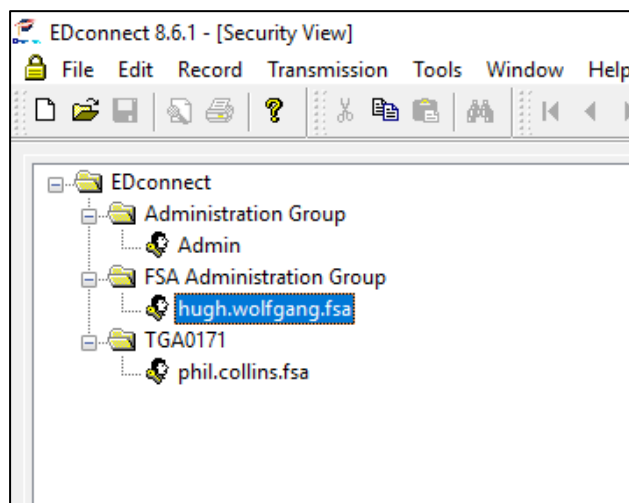 EDconnect 8.6.1 - [Security View]
File Edit Record Transmission Tools Window Help
EDconnect
Administration Group
Admin
FSA Administration Group
hugh.wolfgang.fsa
TGA0171
phil.collins.fsa